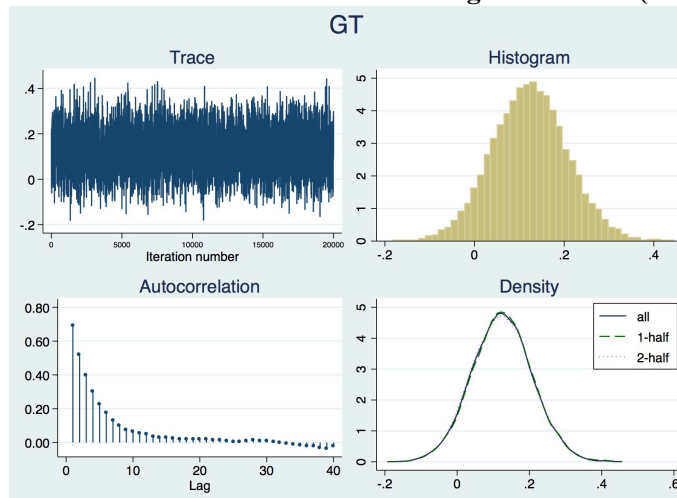 GT
Trace
.4
.2
0
-.2
0 5000 10000 15000 20000
Iteration number
Histogram
5
4
3
2
1
0
-.2 0 .2 .4
Autocorrelation
0.80
0.60
0.40
0.20
0.00
0 10 20 30 40
Lag
Density
all
1-half
2-half
5
4
3
2
1
0
-.2 0 .2 .4 .6